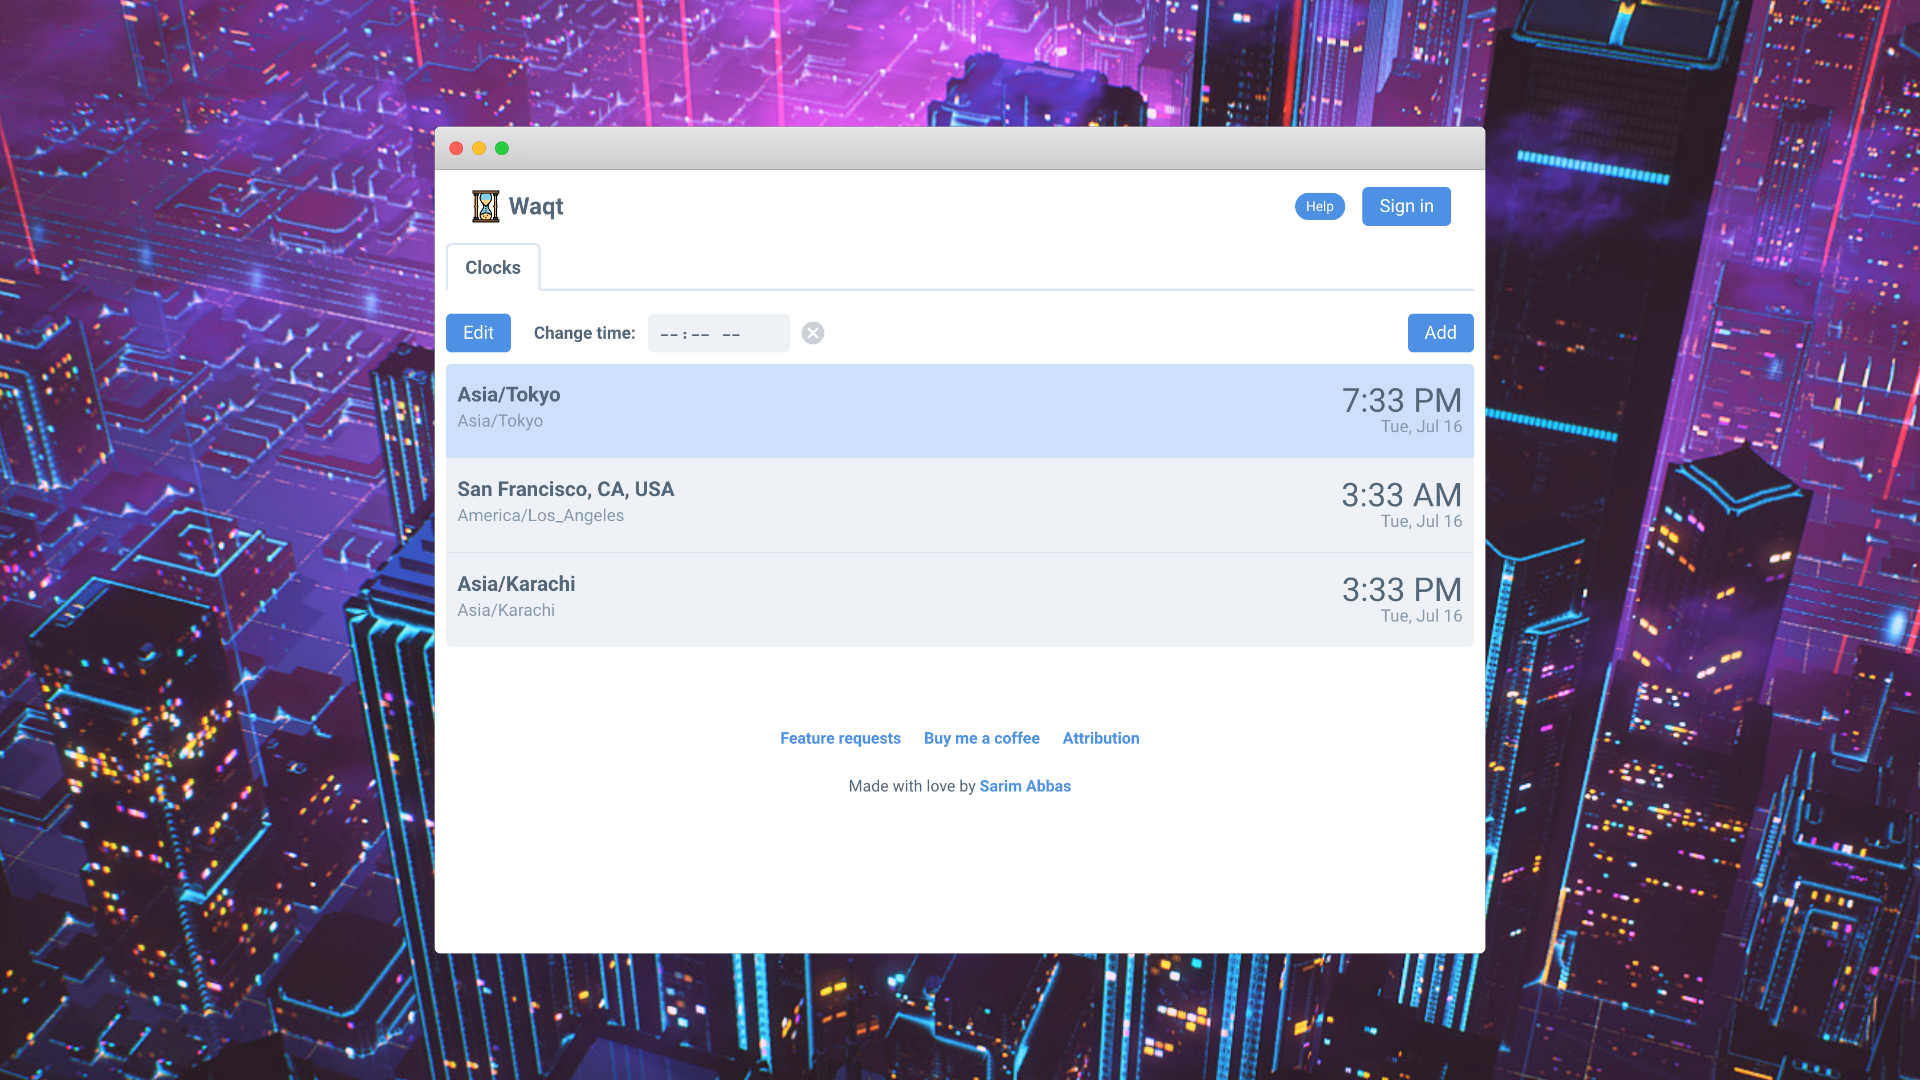 Waqt
Help
Sign in
Clocks
Edit
Change time:
--:-- --
Add
Asia/Tokyo
Asia/Tokyo
7:33 PM
Tue, Jul 16
San Francisco, CA, USA
America/Los_Angeles
3:33 AM
Tue, Jul 16
Asia/Karachi
Asia/Karachi
3:33 PM
Tue, Jul 16
Feature requests
Buy me a coffee
Attribution
Made with love by Sarim Abbas